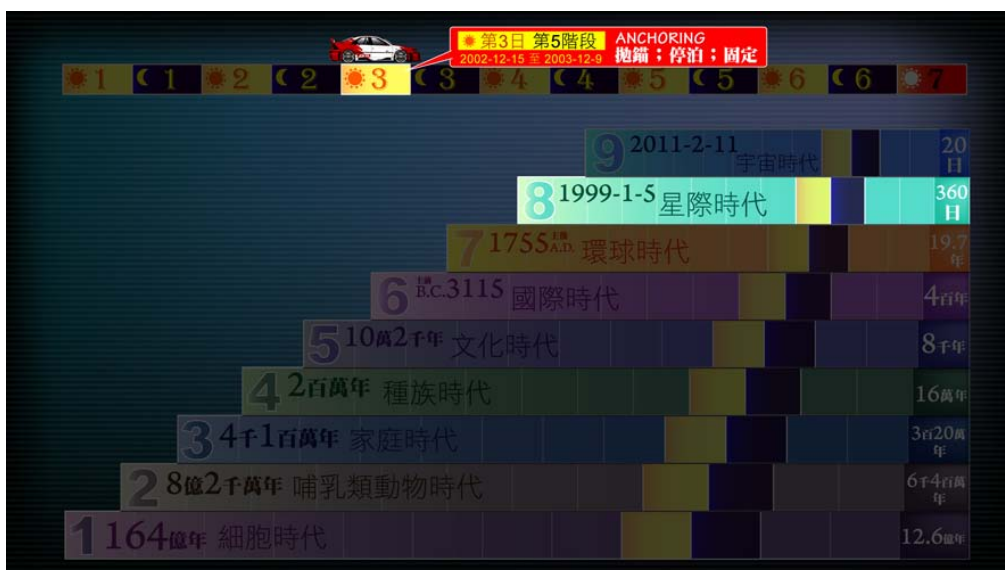 第3日 第5階段 ANCHORING
2002-12-15 至 2003-12-9 拋錨；停泊；固定
1 1 2 2 3 3 4 4 5 5 6 6 7
9 2011-2-11 宇宙時代 20日
8 1999-1-5 星際時代 360日
7 1755 主曆 A.D. 環球時代 19.7年
6 主前 B.C.3115 國際時代 4百年
5 10萬2千年 文化時代 8千年
4 2百萬年 種族時代 16萬年
3 4千1百萬年 家庭時代 3百20萬年
2 8億2千萬年 哺乳類動物時代 6千4百萬年
1 164億年 細胞時代 12.6億年